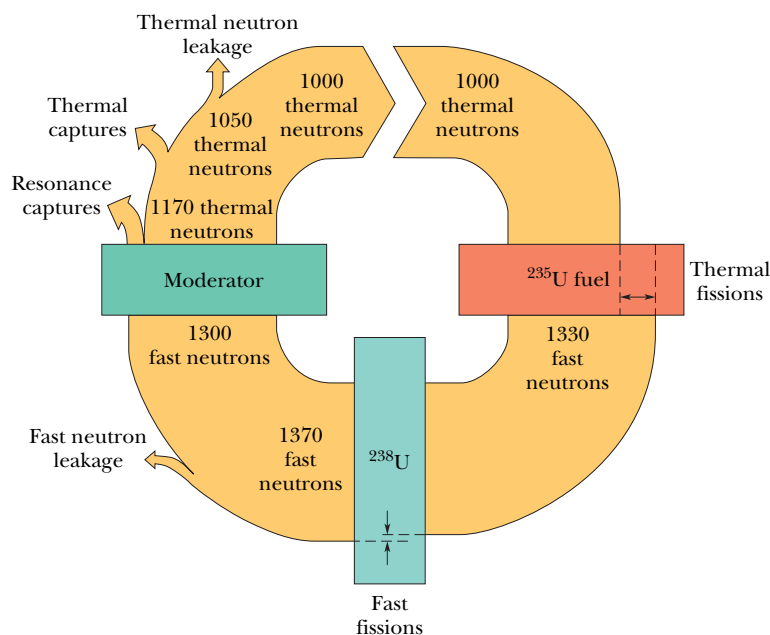 Thermal neutron
leakage
1000
thermal
neutrons
1000
thermal
neutrons
Thermal
captures
1050
thermal
neutrons
Resonance
captures
1170 thermal
neutrons
Moderator
²³⁵U fuel
Thermal
fissions
1300
fast neutrons
1330
fast
neutrons
Fast neutron
leakage
1370
fast
neutrons
²³⁸U
Fast
fissions